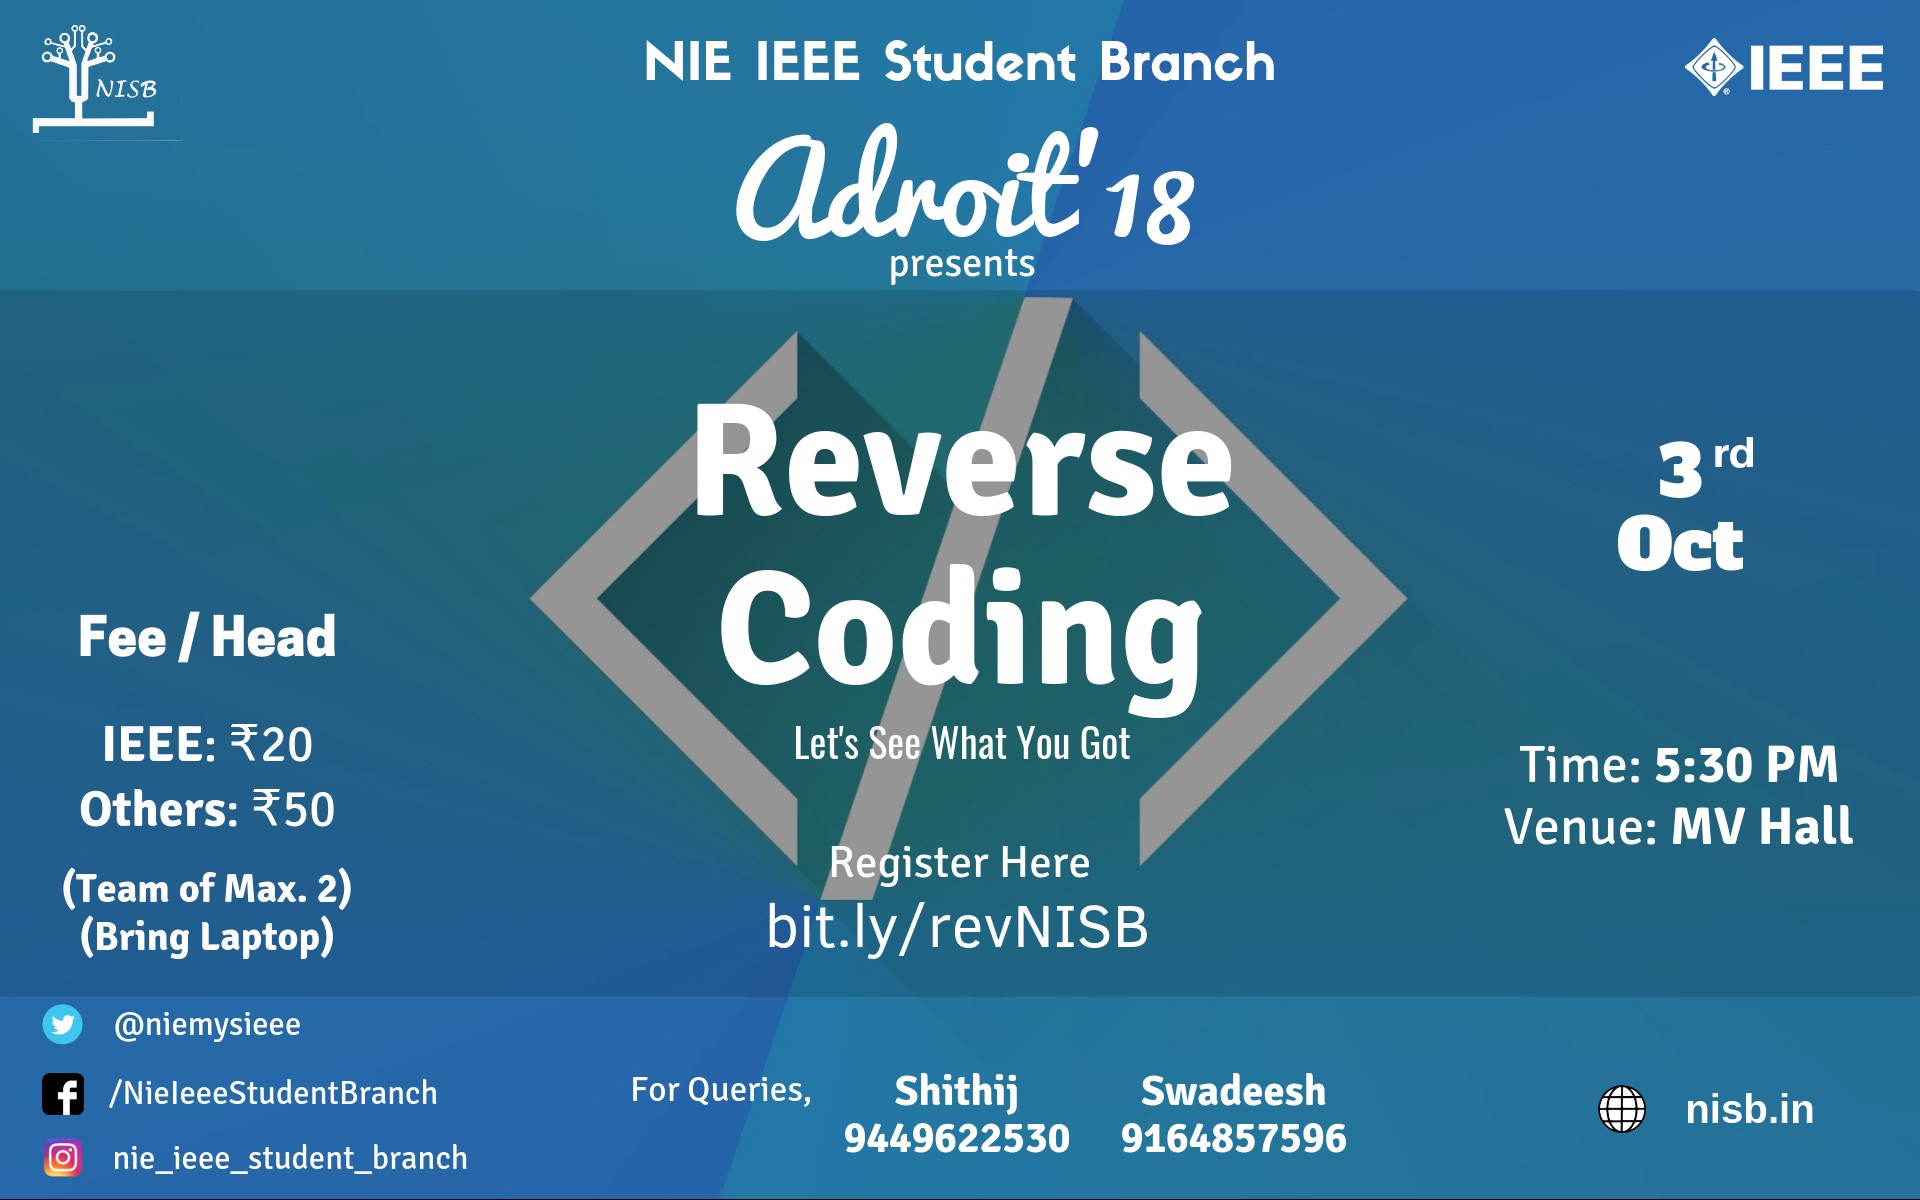 NISB
NIE IEEE Student Branch
IEEE
Adroit'18
presents
Reverse
Coding
Let's See What You Got
Register Here
bit.ly/revNISB
Fee / Head
IEEE: ₹20
Others: ₹50
(Team of Max. 2)
(Bring Laptop)
3rd
Oct
Time: 5:30 PM
Venue: MV Hall
@niemysieee
/NieIeeeStudentBranch
nie_ieee_student_branch
For Queries,
Shithij
9449622530
Swadeesh
9164857596
nisb.in